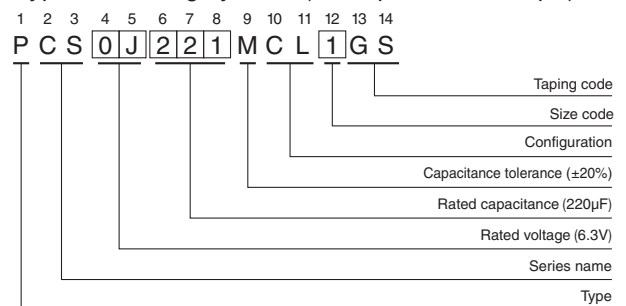 1 2 3 4 5 6 7 8 9 10 11 12 13 14
P C S 0 J 2 2 1 M C L 1 G S
Taping code
Size code
Configuration
Capacitance tolerance (±20%)
Rated capacitance (220µF)
Rated voltage (6.3V)
Series name
Type